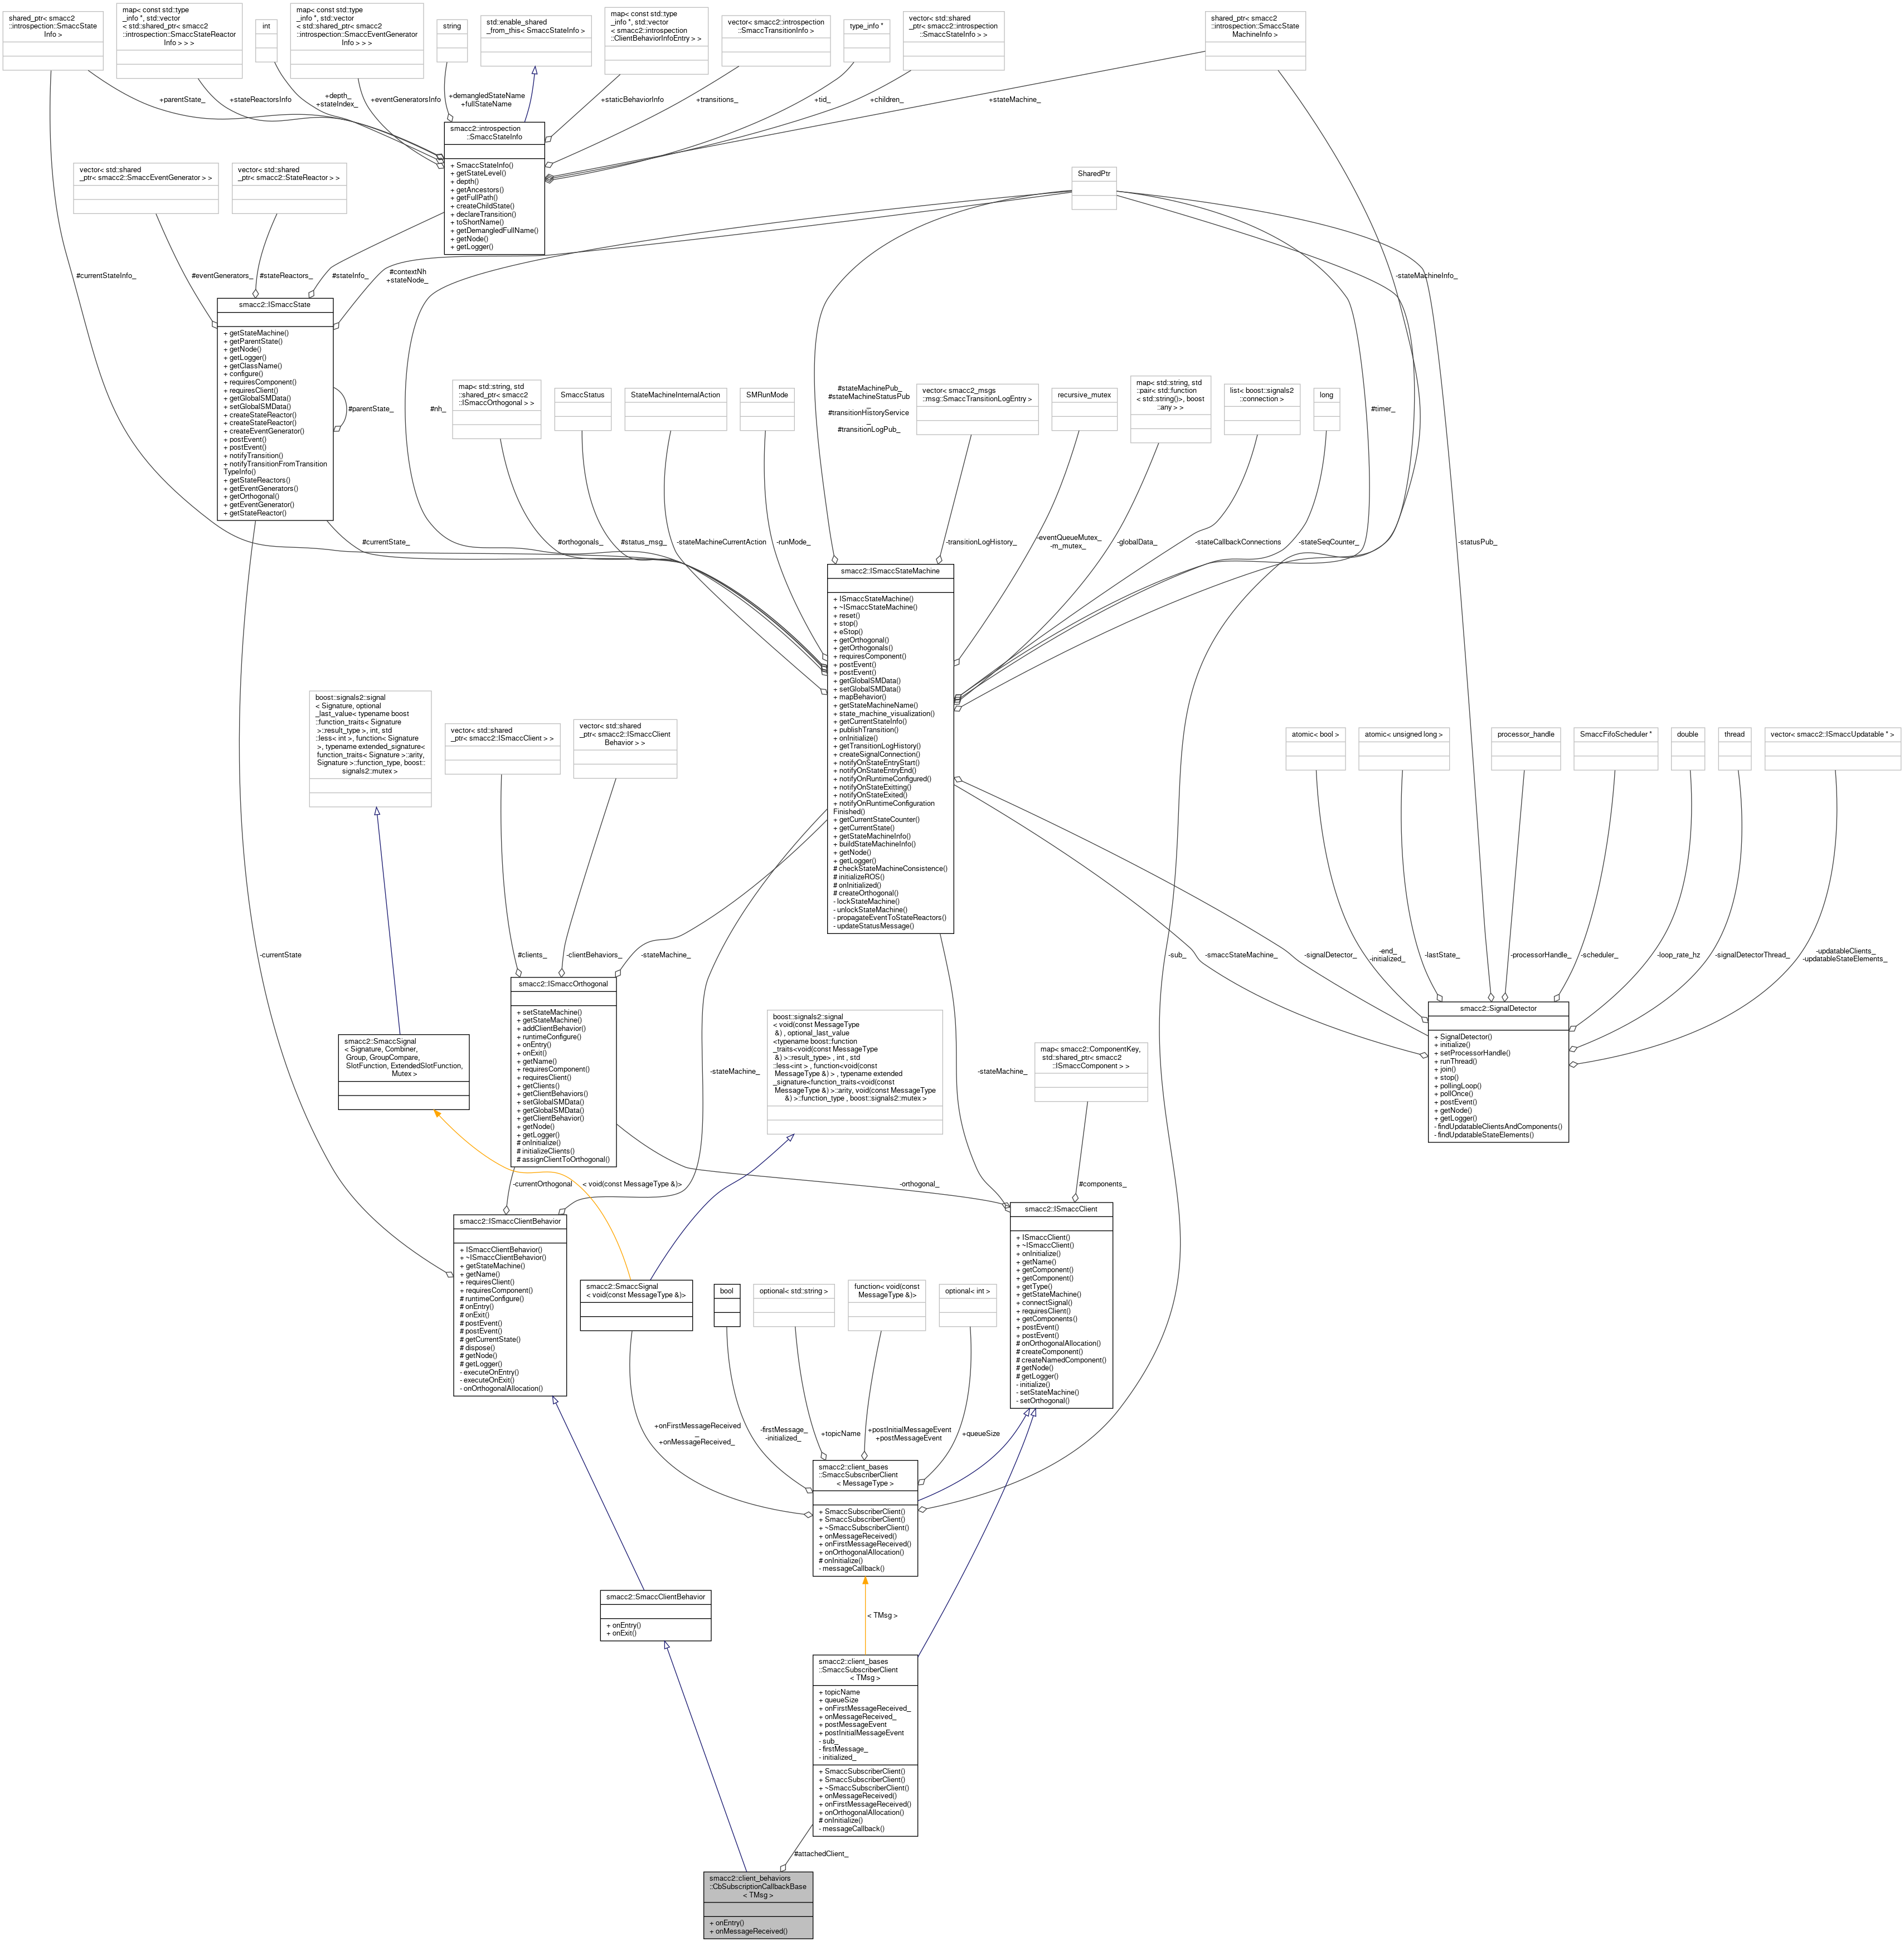 shared_ptr< smacc2
::introspection::SmaccState
Info >
map< const std::type
_info *, std::vector
< std::shared_ptr< smacc2
::introspection::SmaccStateReactor
Info > > >
int
map< const std::type
_info *, std::vector
< std::shared_ptr< smacc2
::introspection::SmaccEventGenerator
Info > > >
string
std::enable_shared
_from_this< SmaccStateInfo >
map< const std::type
_info *, std::vector
< smacc2::introspection
::ClientBehaviorInfoEntry > >
vector< smacc2::introspection
::SmaccTransitionInfo >
type_info *
vector< std::shared
_ptr< smacc2::introspection
::SmaccStateInfo > >
shared_ptr< smacc2
::introspection::SmaccState
MachineInfo >
+parentState_
+stateReactorsInfo
+depth_
+stateIndex_
+eventGeneratorsInfo
+demangledStateName
+fullStateName
+staticBehaviorInfo
+transitions_
+tid_
+children_
+stateMachine_
smacc2::introspection
::SmaccStateInfo
+ SmaccStateInfo()
+ getStateLevel()
+ depth()
+ getAncestors()
+ getFullPath()
+ createChildState()
+ declareTransition()
+ toShortName()
+ getDemangledFullName()
+ getNode()
+ getLogger()
vector< std::shared
_ptr< smacc2::SmaccEventGenerator > >
vector< std::shared
_ptr< smacc2::StateReactor > >
SharedPtr
#currentStateInfo_
#eventGenerators_
#stateReactors_
#stateInfo_
#contextNh
+stateNode_
-stateMachineInfo_
smacc2::ISmaccState
+ getStateMachine()
+ getParentState()
+ getNode()
+ getLogger()
+ getClassName()
+ configure()
+ requiresComponent()
+ requiresClient()
+ getGlobalSMData()
+ setGlobalSMData()
+ createStateReactor()
+ createStateReactor()
+ createEventGenerator()
+ postEvent()
+ postEvent()
+ notifyTransition()
+ notifyTransitionFromTransition
TypeInfo()
+ getStateReactors()
+ getEventGenerators()
+ getOrthogonal()
+ getEventGenerator()
+ getStateReactor()
#parentState_
#nh_
map< std::string, std
::shared_ptr< smacc2
::ISmaccOrthogonal > >
SmaccStatus
StateMachineInternalAction
SMRunMode
#stateMachinePub_
#stateMachineStatusPub
_
#transitionHistoryService
_
#transitionLogPub_
vector< smacc2_msgs
::msg::SmaccTransitionLogEntry >
recursive_mutex
map< std::string, std
::pair< std::function
< std::string()>, boost
::any > >
list< boost::signals2
::connection >
long
#timer_
#currentState_
#orthogonals_
#status_msg_
-stateMachineCurrentAction
-runMode_
-transitionLogHistory_
-eventQueueMutex_
-m_mutex_
-globalData_
-stateCallbackConnections
-stateSeqCounter_
-statusPub_
smacc2::ISmaccStateMachine
+ ISmaccStateMachine()
+ ~ISmaccStateMachine()
+ reset()
+ stop()
+ eStop()
+ getOrthogonal()
+ getOrthogonals()
+ requiresComponent()
+ postEvent()
+ postEvent()
+ getGlobalSMData()
+ setGlobalSMData()
+ mapBehavior()
+ getStateMachineName()
+ state_machine_visualization()
+ getCurrentStateInfo()
+ publishTransition()
+ onInitialize()
+ getTransitionLogHistory()
+ createSignalConnection()
+ notifyOnStateEntryStart()
+ notifyOnStateEntryEnd()
+ notifyOnRuntimeConfigured()
+ notifyOnStateExitting()
+ notifyOnStateExited()
+ notifyOnRuntimeConfiguration
Finished()
+ getCurrentStateCounter()
+ getCurrentState()
+ getStateMachineInfo()
+ buildStateMachineInfo()
+ getNode()
+ getLogger()
# checkStateMachineConsistence()
# initializeROS()
# onInitialized()
# createOrthogonal()
- lockStateMachine()
- unlockStateMachine()
- propagateEventToStateReactors()
- updateStatusMessage()
boost::signals2::signal
< Signature, optional
_last_value< typename boost
::function_traits< Signature
>::result_type >, int, std
::less< int >, function< Signature
>, typename extended_signature<
function_traits< Signature >::arity,
Signature >::function_type, boost::
signals2::mutex >
vector< std::shared
_ptr< smacc2::ISmaccClient > >
vector< std::shared
_ptr< smacc2::ISmaccClient
Behavior > >
atomic< bool >
atomic< unsigned long >
processor_handle
SmaccFifoScheduler *
double
thread
vector< smacc2::ISmaccUpdatable * >
-currentState
#clients_
-clientBehaviors_
-stateMachine_
-sub_
-smaccStateMachine_
-signalDetector_
-end_
-initialized_
-lastState_
-processorHandle_
-scheduler_
-loop_rate_hz
-signalDetectorThread_
-updatableClients_
-updatableStateElements_
smacc2::ISmaccOrthogonal
+ setStateMachine()
+ getStateMachine()
+ addClientBehavior()
+ runtimeConfigure()
+ onEntry()
+ onExit()
+ getName()
+ requiresComponent()
+ requiresClient()
+ getClients()
+ getClientBehaviors()
+ setGlobalSMData()
+ getGlobalSMData()
+ getClientBehavior()
+ getNode()
+ getLogger()
# onInitialize()
# initializeClients()
# assignClientToOrthogonal()
smacc2::SignalDetector
+ SignalDetector()
+ initialize()
+ setProcessorHandle()
+ runThread()
+ join()
+ stop()
+ pollingLoop()
+ pollOnce()
+ postEvent()
+ getNode()
+ getLogger()
- findUpdatableClientsAndComponents()
- findUpdatableStateElements()
smacc2::SmaccSignal
< Signature, Combiner,
Group, GroupCompare,
SlotFunction, ExtendedSlotFunction,
Mutex >
boost::signals2::signal
< void(const MessageType
&) , optional_last_value
<typename boost::function
_traits<void(const MessageType
&) >::result_type> , int , std
::less<int > , function<void(const
MessageType &) > , typename extended
_signature<function_traits<void(const
MessageType &) >::arity, void(const MessageType
&) >::function_type , boost::signals2::mutex >
map< smacc2::ComponentKey,
std::shared_ptr< smacc2
::ISmaccComponent > >
-stateMachine_
-stateMachine_
-currentOrthogonal
< void(const MessageType &)>
-orthogonal_
#components_
smacc2::ISmaccClientBehavior
+ ISmaccClientBehavior()
+ ~ISmaccClientBehavior()
+ getStateMachine()
+ getName()
+ requiresClient()
+ requiresComponent()
# runtimeConfigure()
# onEntry()
# onExit()
# postEvent()
# postEvent()
# getCurrentState()
# dispose()
# getNode()
# getLogger()
- executeOnEntry()
- executeOnExit()
- onOrthogonalAllocation()
smacc2::ISmaccClient
+ ISmaccClient()
+ ~ISmaccClient()
+ onInitialize()
+ getName()
+ getComponent()
+ getComponent()
+ getType()
+ getStateMachine()
+ connectSignal()
+ requiresClient()
+ getComponents()
+ postEvent()
+ postEvent()
# onOrthogonalAllocation()
# createComponent()
# createNamedComponent()
# getNode()
# getLogger()
- initialize()
- setStateMachine()
- setOrthogonal()
smacc2::SmaccSignal
< void(const MessageType &)>
bool
optional< std::string >
function< void(const
MessageType &)>
optional< int >
+onFirstMessageReceived
_
+onMessageReceived_
-firstMessage_
-initialized_
+topicName
+postInitialMessageEvent
+postMessageEvent
+queueSize
smacc2::client_bases
::SmaccSubscriberClient
< MessageType >
+ SmaccSubscriberClient()
+ SmaccSubscriberClient()
+ ~SmaccSubscriberClient()
+ onMessageReceived()
+ onFirstMessageReceived()
+ onOrthogonalAllocation()
# onInitialize()
- messageCallback()
smacc2::SmaccClientBehavior
+ onEntry()
+ onExit()
< TMsg >
smacc2::client_bases
::SmaccSubscriberClient
< TMsg >
+ topicName
+ queueSize
+ onFirstMessageReceived_
+ onMessageReceived_
+ postMessageEvent
+ postInitialMessageEvent
- sub_
- firstMessage_
- initialized_
+ SmaccSubscriberClient()
+ SmaccSubscriberClient()
+ ~SmaccSubscriberClient()
+ onMessageReceived()
+ onFirstMessageReceived()
+ onOrthogonalAllocation()
# onInitialize()
- messageCallback()
#attachedClient_
smacc2::client_behaviors
::CbSubscriptionCallbackBase
< TMsg >
+ onEntry()
+ onMessageReceived()